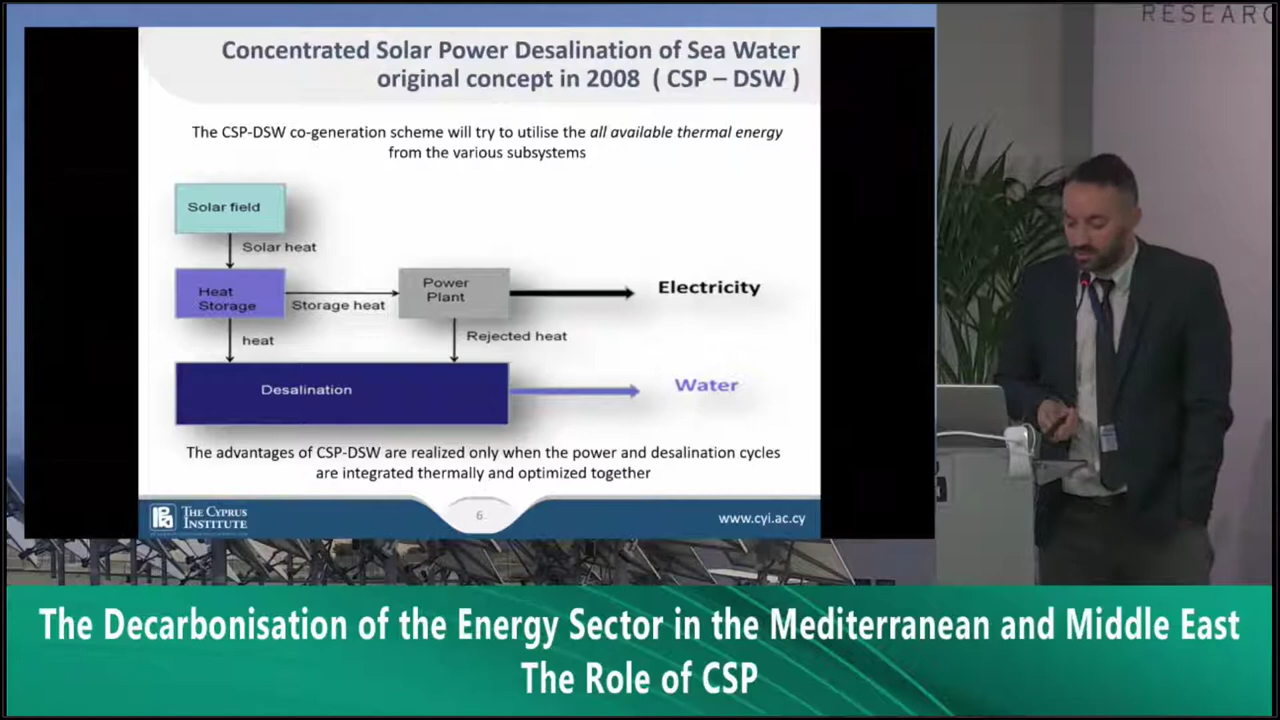 RESEARC
Concentrated Solar Power Desalination of Sea Water
original concept in 2008 ( CSP – DSW )
The CSP-DSW co-generation scheme will try to utilise the all available thermal energy
from the various subsystems
Solar field
Solar heat
Heat
Storage
Storage heat
Power
Plant
Electricity
heat
Rejected heat
Desalination
Water
The advantages of CSP-DSW are realized only when the power and desalination cycles
are integrated thermally and optimized together
THE CYPRUS
INSTITUTE
6
www.cyi.ac.cy
The Decarbonisation of the Energy Sector in the Mediterranean and Middle East
The Role of CSP